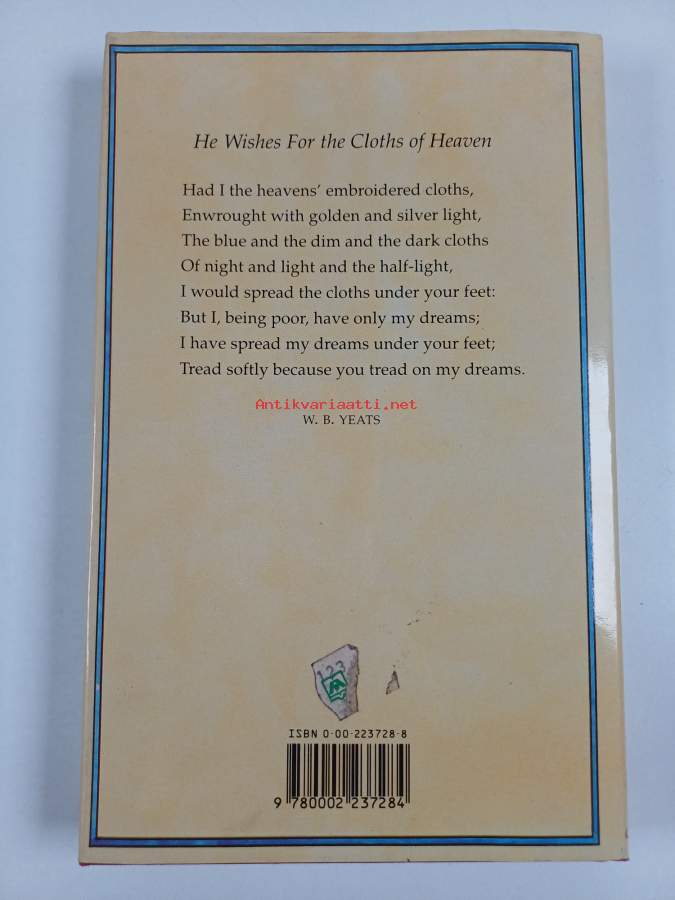 He Wishes For the Cloths of Heaven
Had I the heavens’ embroidered cloths,
Enwrought with golden and silver light,
The blue and the dim and the dark cloths
Of night and light and the half-light,
I would spread the cloths under your feet:
But I, being poor, have only my dreams;
I have spread my dreams under your feet;
Tread softly because you tread on my dreams.
Antikvariaatti.net
W. B. YEATS
123
ISBN 0-00-223728-8
9 780002 237284